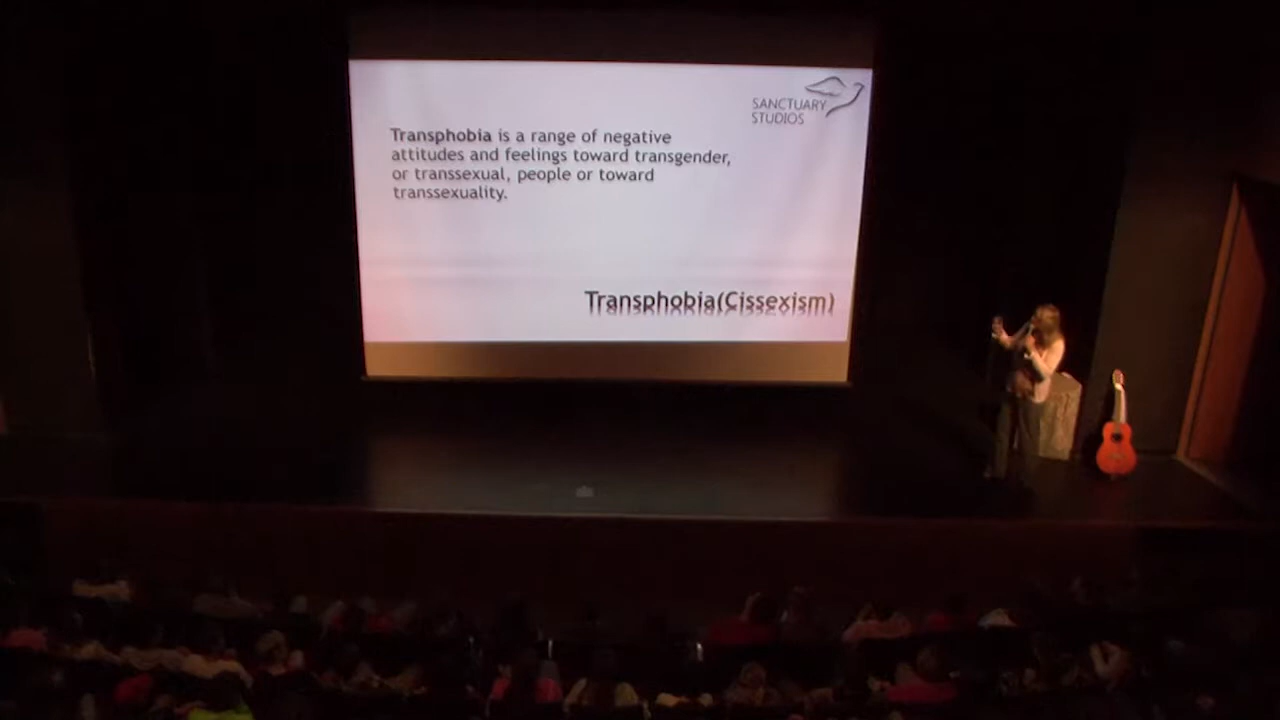 SANCTUARY
STUDIOS
Transphobia is a range of negative
attitudes and feelings toward transgender,
or transsexual, people or toward
transsexuality.
Transphobia(Cissexism)